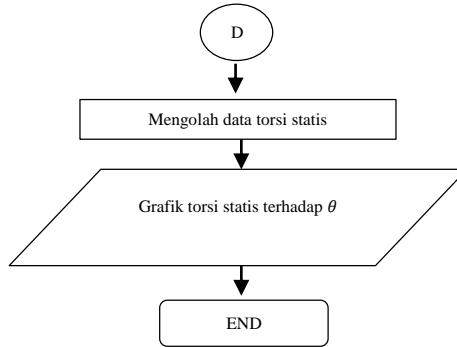 D
Mengolah data torsi statis
Grafik torsi statis terhadap θ
END